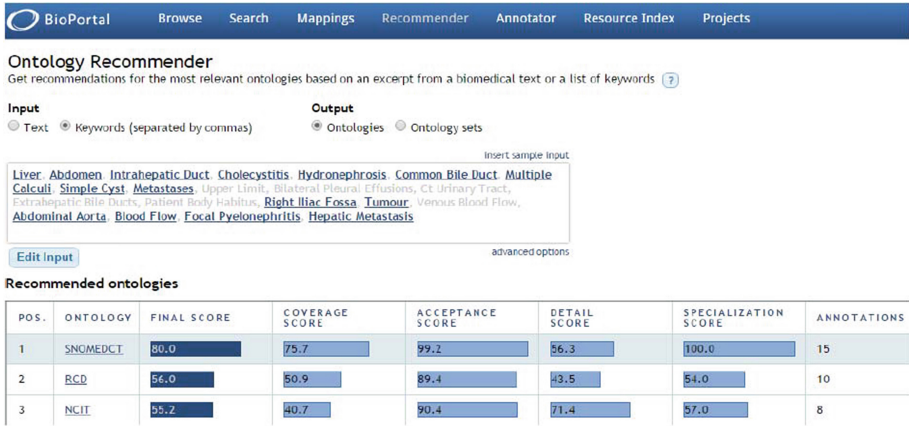 BioPortal Browse Search Mappings Recommender Annotator Resource Index Projects
Ontology Recommender
Get recommendations for the most relevant ontologies based on an excerpt from a biomedical text or a list of keywords ?
Input Output
Text Keywords (separated by commas) Ontologies Ontology sets
insert sample input
Liver, Abdomen, Intrahepatic Duct, Cholecystitis, Hydronephrosis, Common Bile Duct, Multiple
Calculi, Simple Cyst, Metastases, Upper Limit, Bilateral Pleural Effusions, Ct Urinary Tract,
Extrahepatic Bile Ducts, Patient Body Habitus, Right Iliac Fossa, Tumour, Venous Blood Flow,
Abdominal Aorta, Blood Flow, Focal Pyelonephritis, Hepatic Metastasis
Edit Input advanced options
Recommended ontologies
POS. ONTOLOGY FINAL SCORE COVERAGE SCORE ACCEPTANCE SCORE DETAIL SCORE SPECIALIZATION SCORE ANNOTATIONS
1 SNOMEDCT 80.0 75.7 99.2 56.3 100.0 15
2 RCD 56.0 50.9 89.4 43.5 54.0 10
3 NCIT 55.2 40.7 90.4 71.4 57.0 8